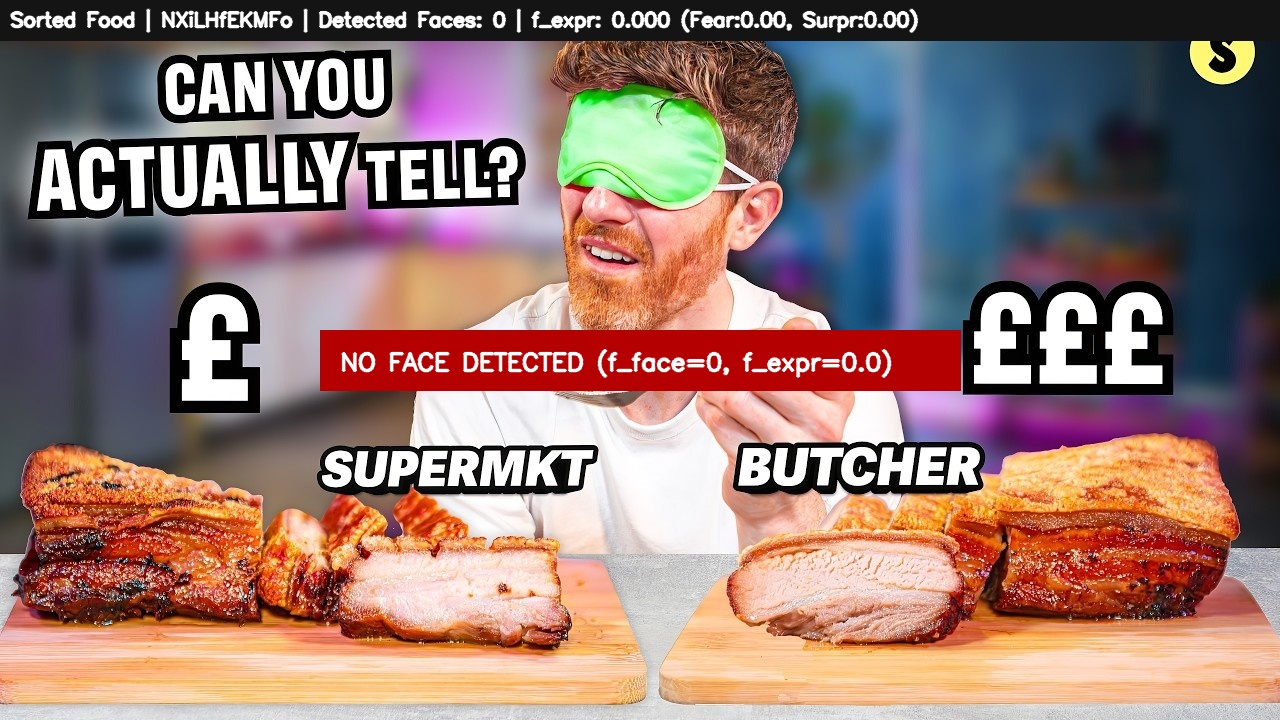 Sorted Food | NXiLHfEKMFo | Detected Faces: 0 | f_expr: 0.000 (Fear:0.00, Surpr:0.00)
S
CAN YOU
ACTUALLY TELL?
£
£££
NO FACE DETECTED (f_face=0, f_expr=0.0)
SUPERMKT
BUTCHER